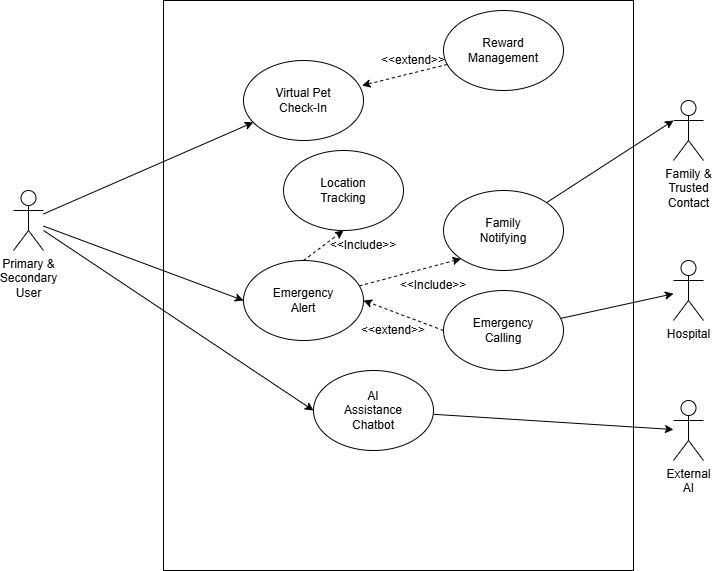 Reward
Management
<<extend>>
Virtual Pet
Check-In
Location
Tracking
Family &
Trusted
Contact
Family
Notifying
<<Include>>
Primary &
Secondary
User
Emergency
Alert
<<Include>>
<<extend>>
Emergency
Calling
Hospital
AI
Assistance
Chatbot
External
AI